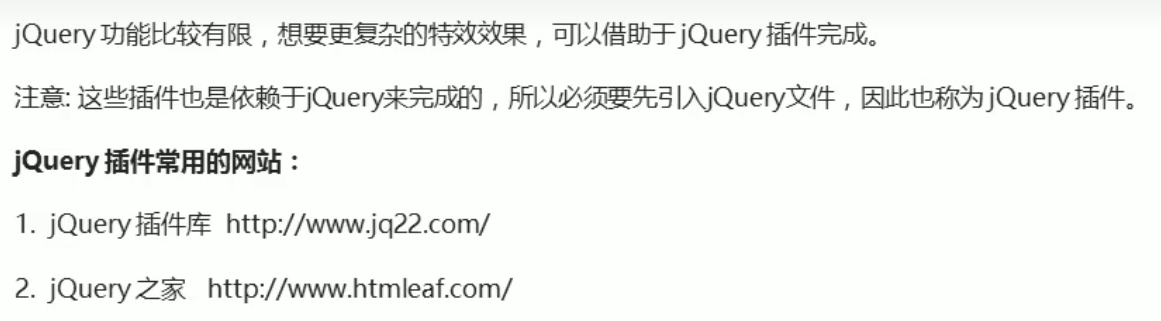 jQuery 功能比较有限，想要更复杂的特效效果，可以借助于 jQuery 插件完成。
注意: 这些插件也是依赖于jQuery来完成的，所以必须要先引入jQuery文件，因此也称为 jQuery 插件。
jQuery 插件常用的网站：
1. jQuery 插件库 http://www.jq22.com/
2. jQuery 之家 http://www.htmleaf.com/